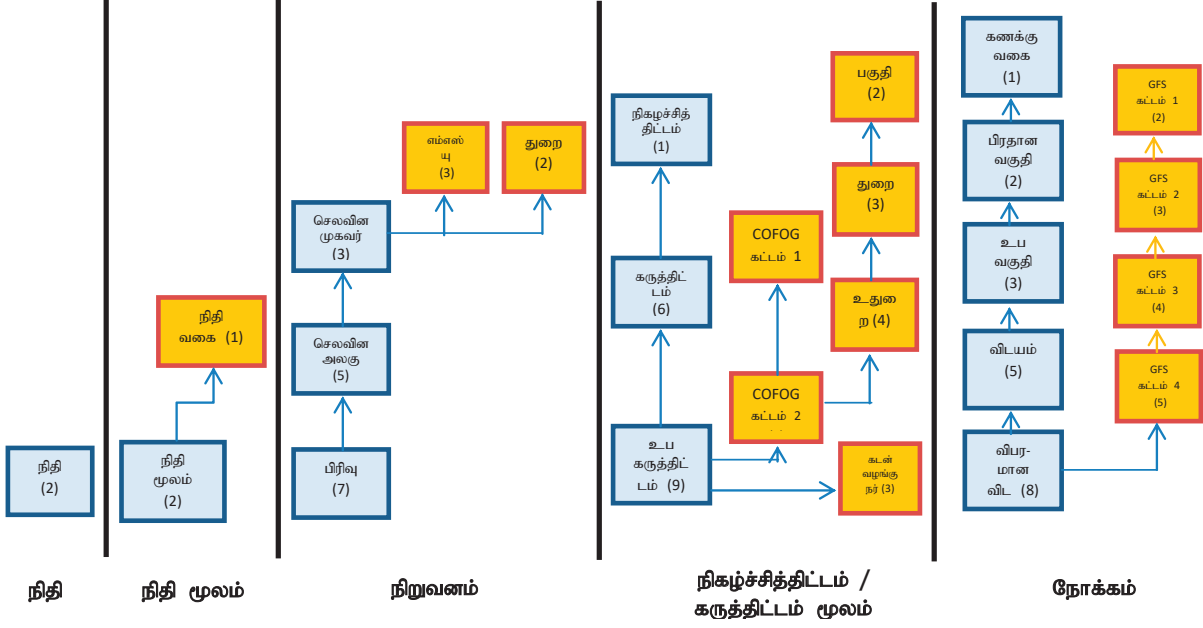 நிதி
(2)
நிதி
வகை (1)
நிதி
மூலம்
(2)
எம்எஸ்
யு
(3)
துறை
(2)
செலவின
முகவர்
(3)
செலவின
அலகு
(5)
பிரிவு
(7)
நிகழச்சித்
திட்டம்
(1)
கருத்திட்
டம்
(6)
உப
கருத்திட்
டம் (9)
COFOG
கட்டம் 1
COFOG
கட்டம் 2
பகுதி
(2)
துறை
(3)
உதுை
ற (4)
கடன்
வழங்கு
நர் (3)
கணக்கு
வகை
(1)
பிரதான
வகுதி
(2)
உப
வகுதி
(3)
விடயம்
(5)
விபர-
மான
விட (8)
GFS
கட்டம் 1
(2)
GFS
கட்டம் 2
(3)
GFS
கட்டம் 3
(4)
GFS
கட்டம் 4
(5)
நிதி
நிதி மூலம்
நிறுவனம்
நிகழ்ச்சித்திட்டம் /
கருத்திட்டம் மூலம்
நோக்கம்